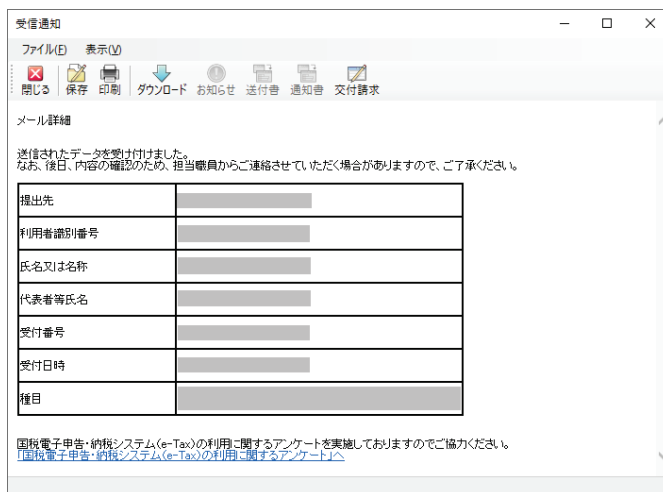 受信通知
ファイル(F) 表示(V)
閉じる 保存 印刷 ダウンロード お知らせ 送付書 通知書 交付請求
メール詳細
送信されたデータを受け付けました。
なお、後日、内容の確認のため、担当職員からご連絡させていただく場合がありますので、ご了承ください。
提出先
利用者識別番号
氏名又は名称
代表者等氏名
受付番号
受付日時
種目
国税電子申告・納税システム(e-Tax)の利用に関するアンケートを実施しておりますのでご協力ください。
「国税電子申告・納税システム(e-Tax)の利用に関するアンケート」へ